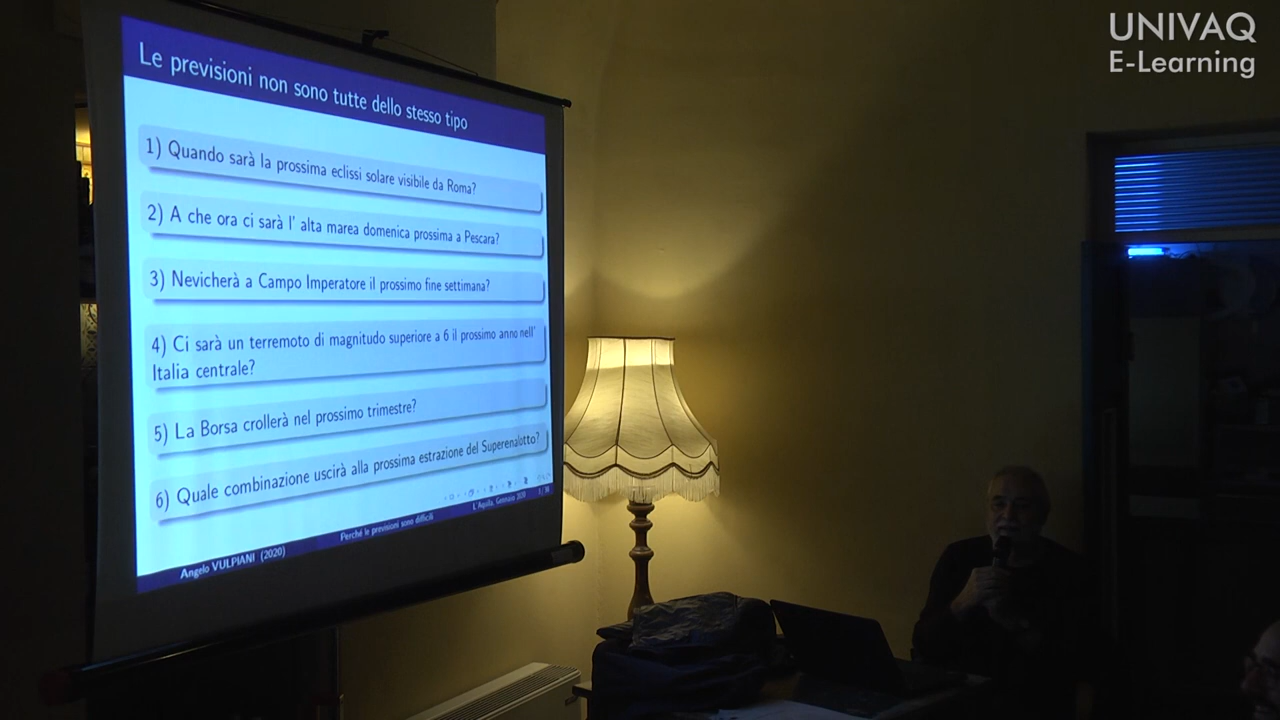 UNIVAQ
E-Learning
Le previsioni non sono tutte dello stesso tipo
1) Quando sarà la prossima eclissi solare visibile da Roma?
2) A che ora ci sarà l' alta marea domenica prossima a Pescara?
3) Nevicherà a Campo Imperatore il prossimo fine settimana?
4) Ci sarà un terremoto di magnitudo superiore a 6 il prossimo anno nell'
Italia centrale?
5) La Borsa crollerà nel prossimo trimestre?
6) Quale combinazione uscirà alla prossima estrazione del Superenalotto?
Angelo VULPIANI (2020) Perché le previsioni sono difficili L'Aquila, Gennaio 2020